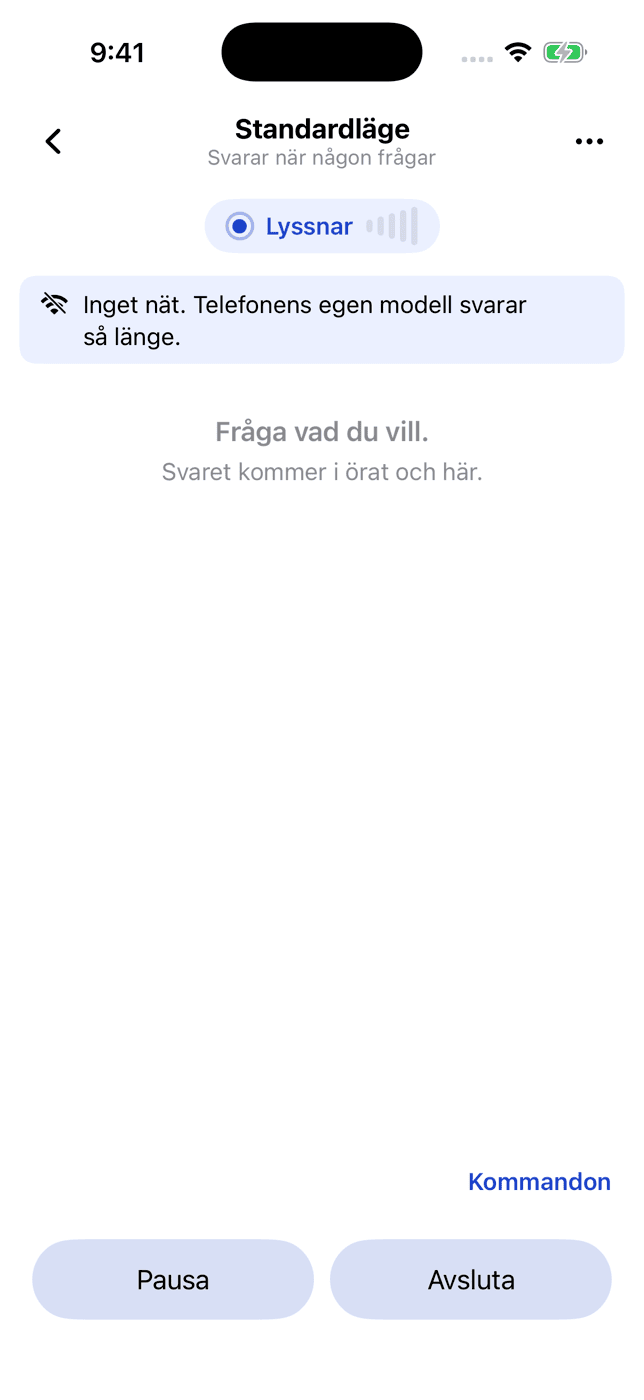 9:41
Standardläge
Svarar när någon frågar
Lyssnar
Inget nät. Telefonens egen modell svarar
så länge.
Fråga vad du vill.
Svaret kommer i örat och här.
Kommandon
Pausa
Avsluta